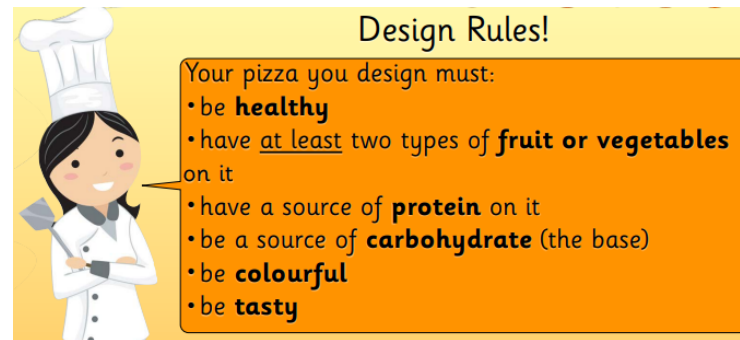 Design Rules!
Your pizza you design must:
•be healthy
•have at least two types of fruit or vegetables
on it
•have a source of protein on it
•be a source of carbohydrate (the base)
•be colourful
•be tasty